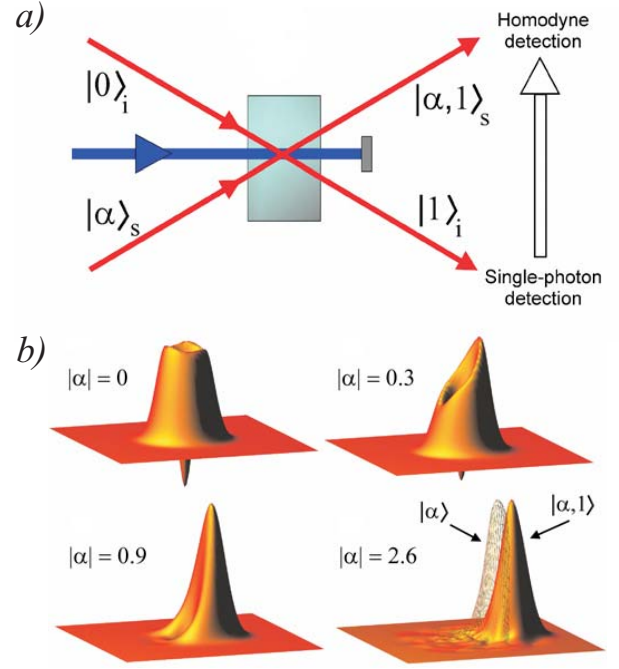 a)
Homodyne
detection
|0⟩i
|α,1⟩s
|α⟩s
|1⟩i
Single-photon
detection
b)
|α| = 0
|α| = 0.3
|α| = 0.9
|α| = 2.6
|α⟩
|α,1⟩